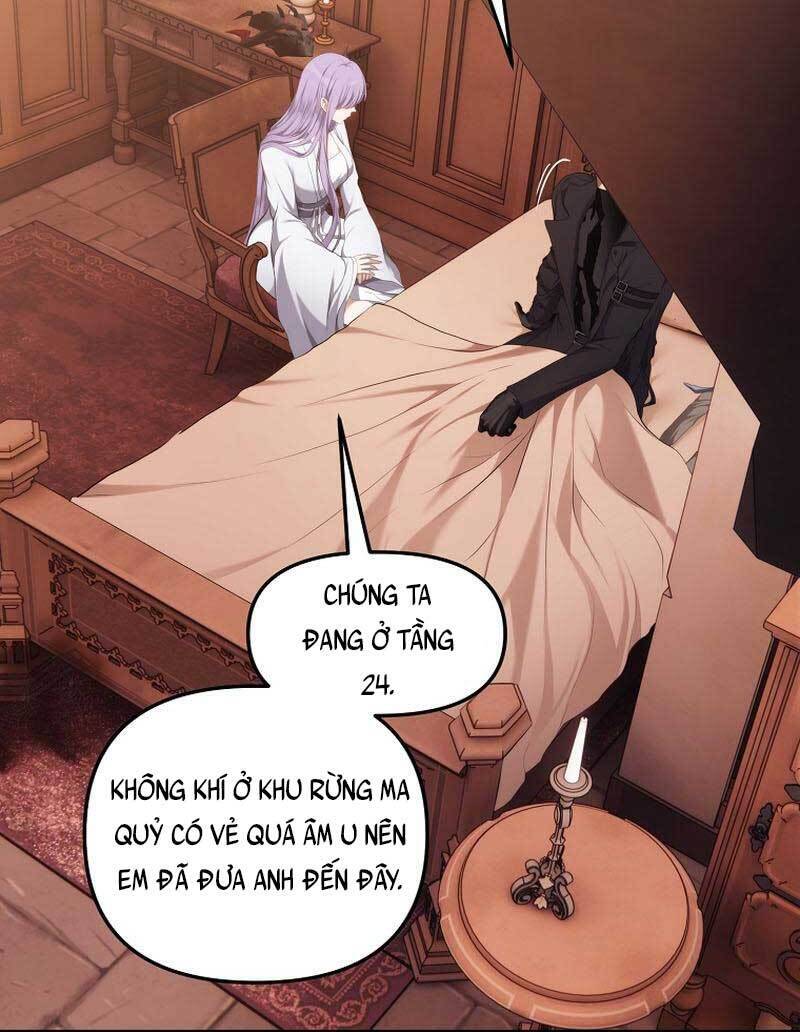 CHÚNG TA
ĐANG Ở TẦNG
24.
KHÔNG KHÍ Ở KHU RỪNG MA
QUỶ CÓ VẺ QUÁ ÂM U NÊN
EM ĐÃ ĐƯA ANH ĐẾN ĐÂY.